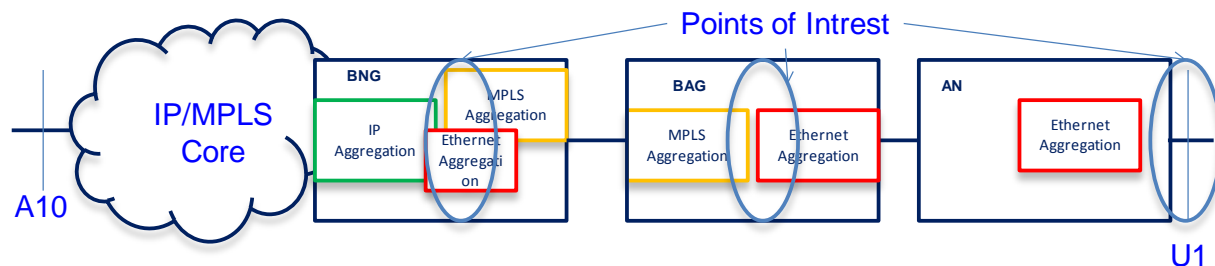 Points of Intrest
BNG
MPLS
Aggregation
IP
Aggregation
Ethernet
Aggregati
on
IP/MPLS
Core
BAG
MPLS
Aggregation
Ethernet
Aggregation
AN
Ethernet
Aggregation
A10
U1